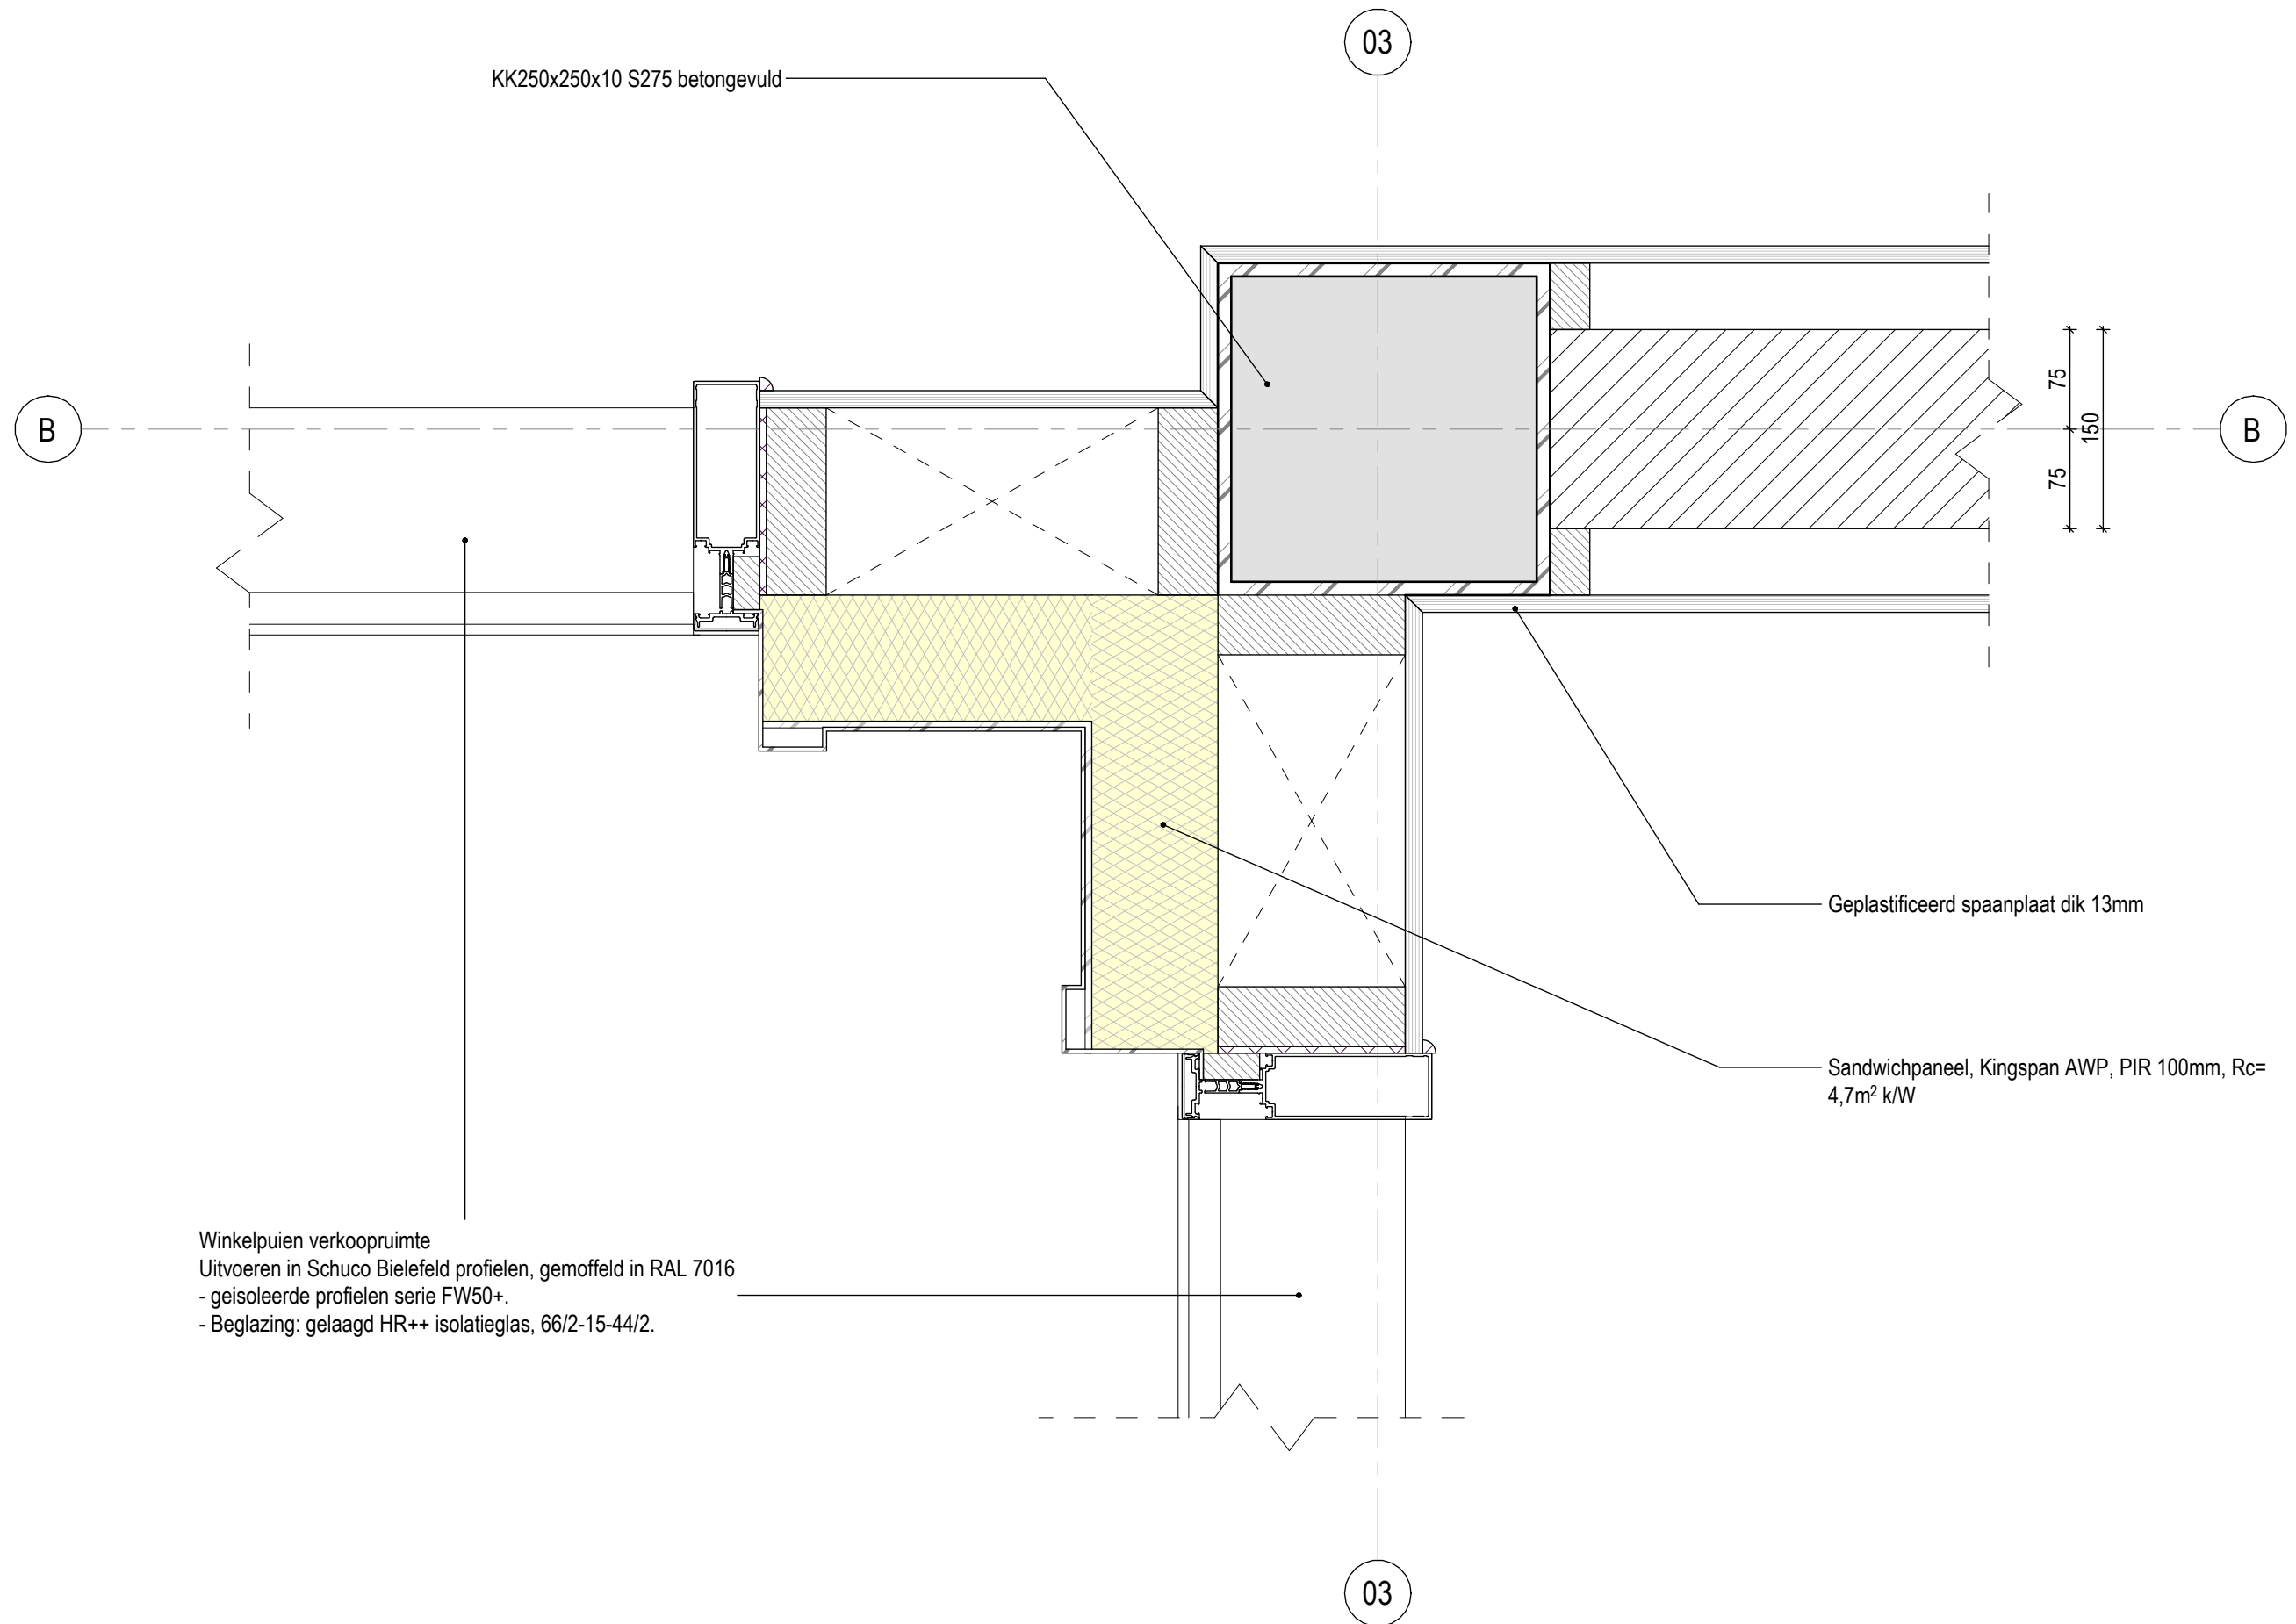 03
KK250x250x10 S275 betongevuld
B
75
150
75
B
Geplastificeerd spaanplaat dik 13mm
Sandwichpaneel, Kingspan AWP, PIR 100mm, Rc=
4,7m² k/W
Winkelpuien verkoopruimte
Uitvoeren in Schuco Bielefeld profielen, gemoffeld in RAL 7016
- geisoleerde profielen serie FW50+.
- Beglazing: gelaagd HR++ isolatieglas, 66/2-15-44/2.
03